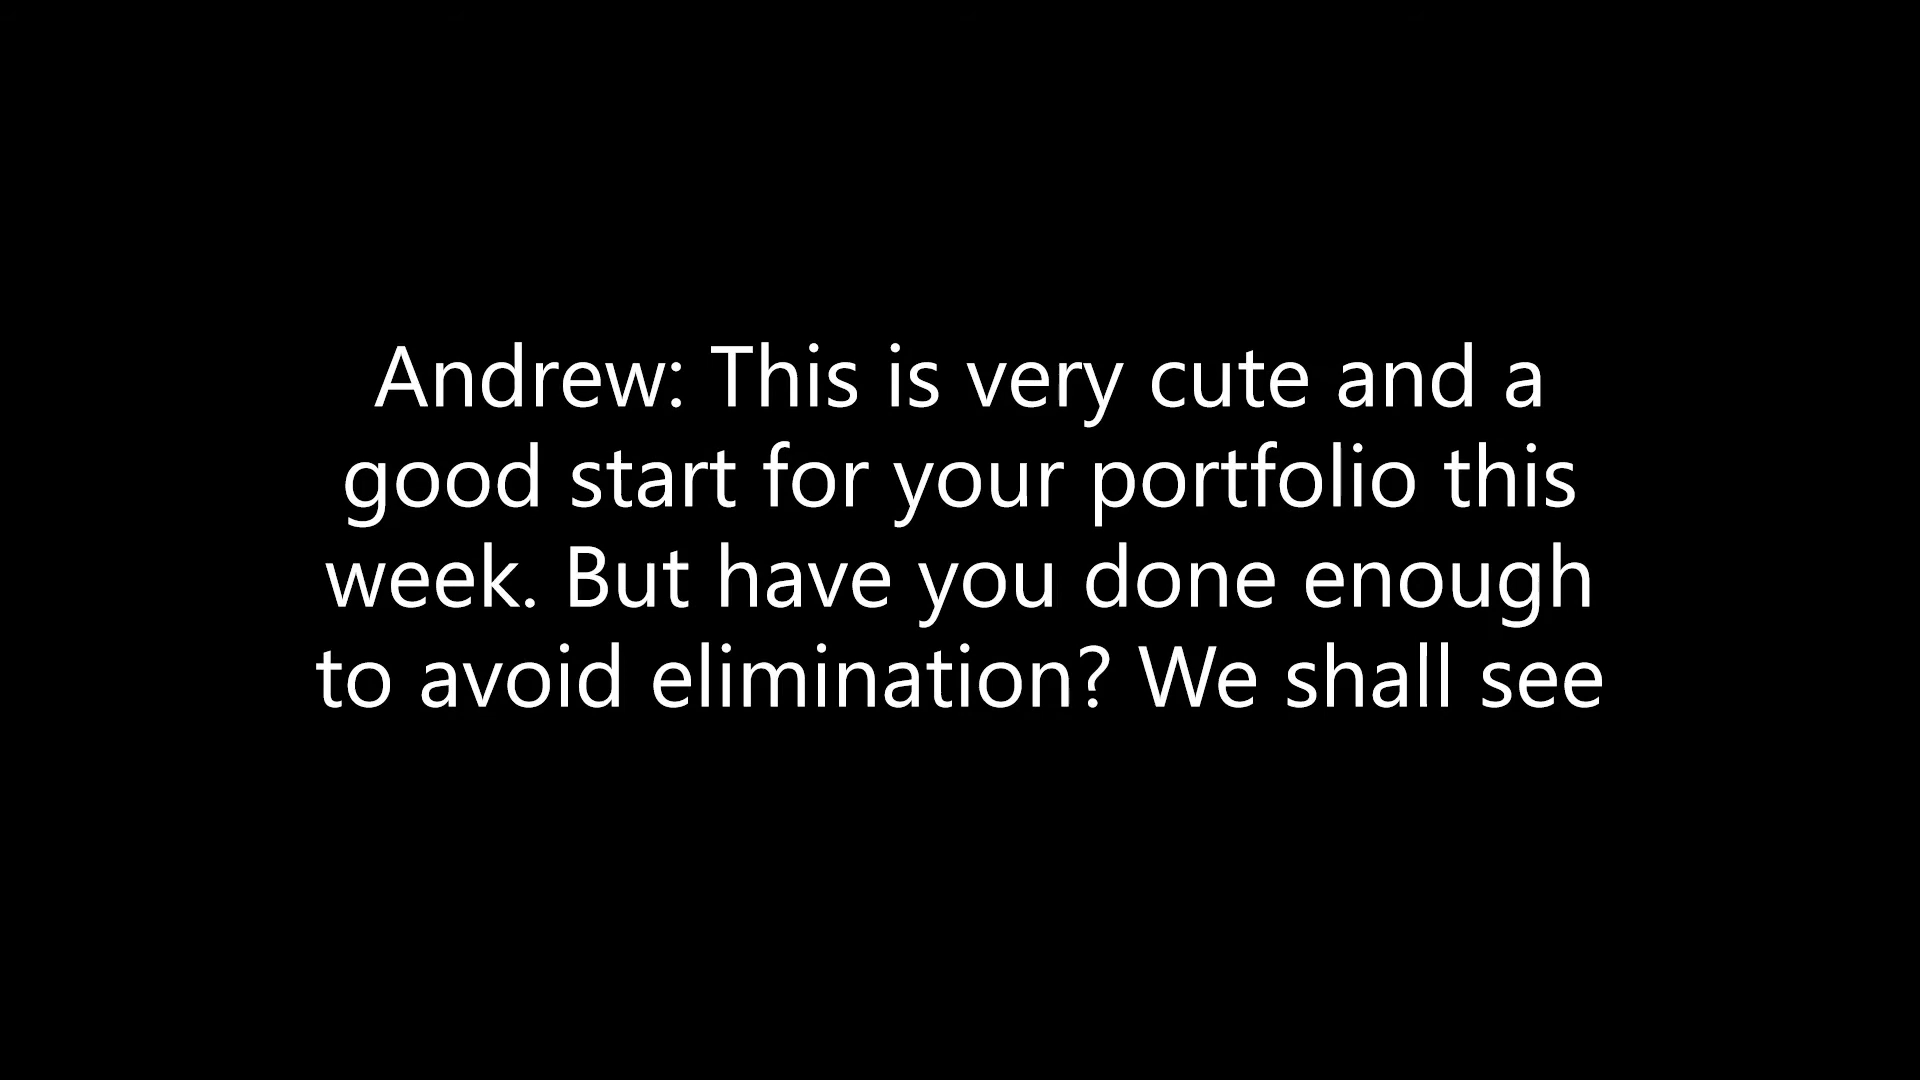 Andrew: This is very cute and a
good start for your portfolio this
week. But have you done enough
to avoid elimination? We shall see